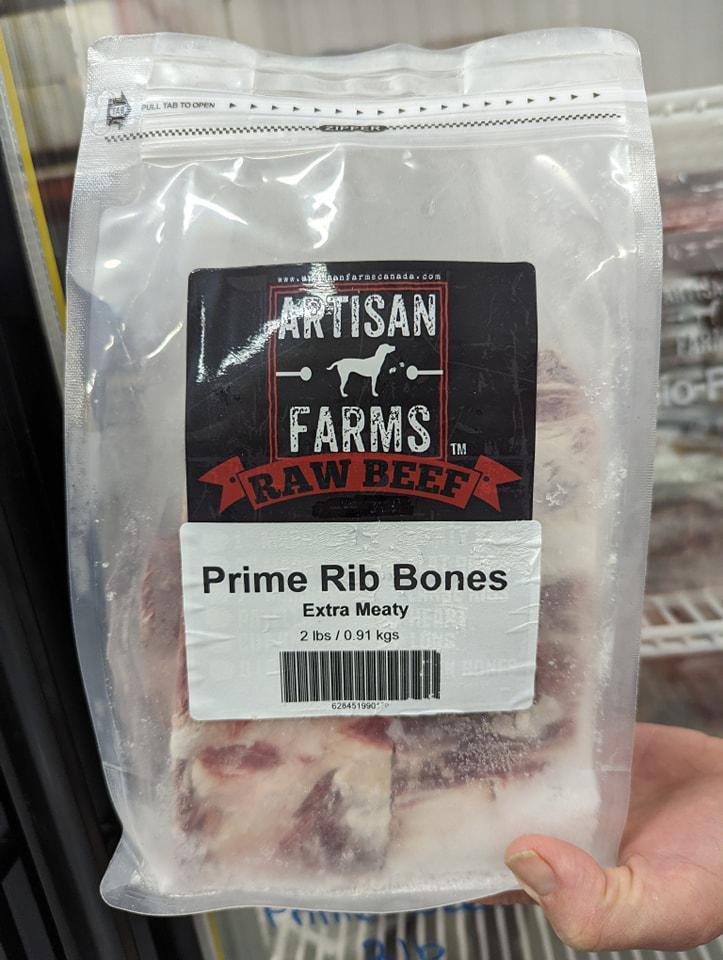 TAB
PULL TAB TO OPEN
ZIPPER
ARTISAN
FARMS TM
RAW BEEF
Prime Rib Bones
Extra Meaty
2 lbs / 0.91 kgs